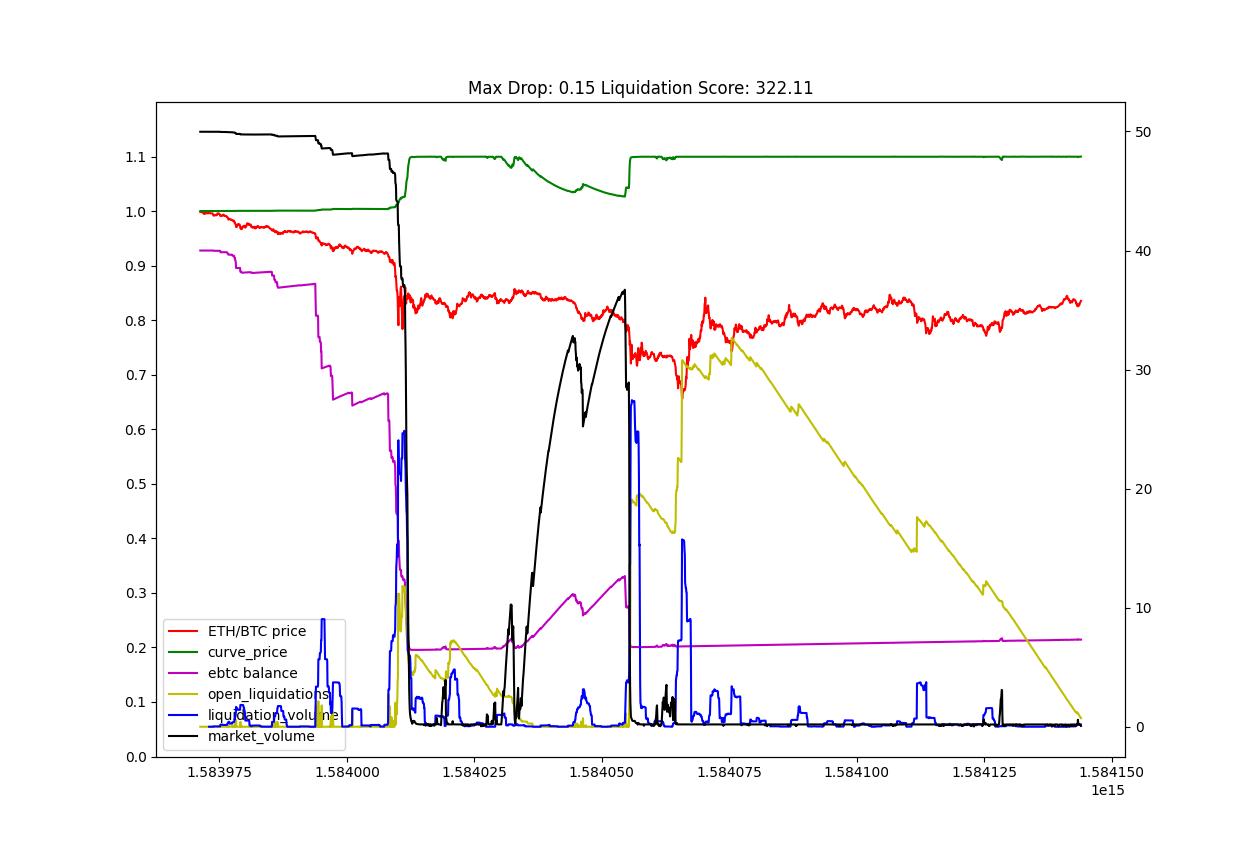 Max Drop: 0.15 Liquidation Score: 322.11
1.1
1.0
0.9
0.8
0.7
0.6
0.5
0.4
0.3
0.2
0.1
0.0
50
40
30
20
10
0
ETH/BTC price
curve_price
ebtc balance
open_liquidations
liquidation_volume
market_volume
1.583975 1.584000 1.584025 1.584050 1.584075 1.584100 1.584125 1.584150
1e15